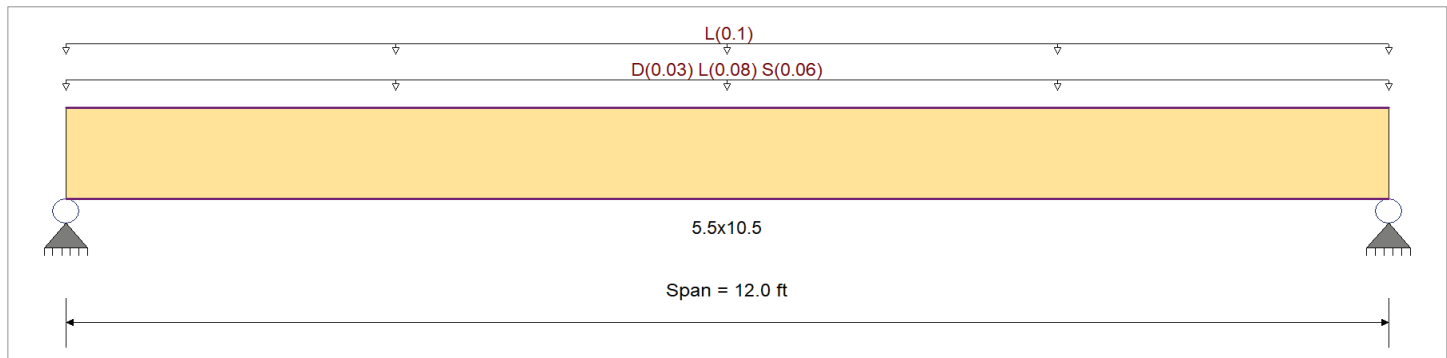 L(0.1)
D(0.03) L(0.08) S(0.06)
5.5x10.5
Span = 12.0 ft